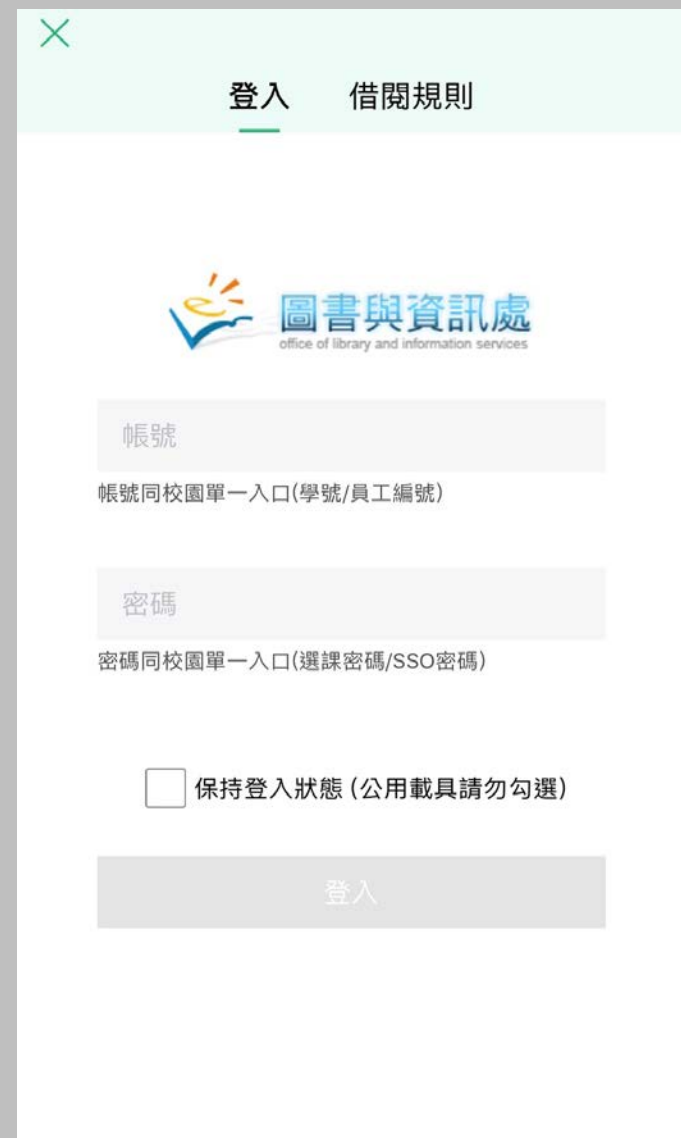 登入 借閱規則
圖書與資訊處
office of library and information services
帳號
帳號同校園單一入口(學號/員工編號)
密碼
密碼同校園單一入口(選課密碼/SSO密碼)
保持登入狀態 (公用載具請勿勾選)
登入